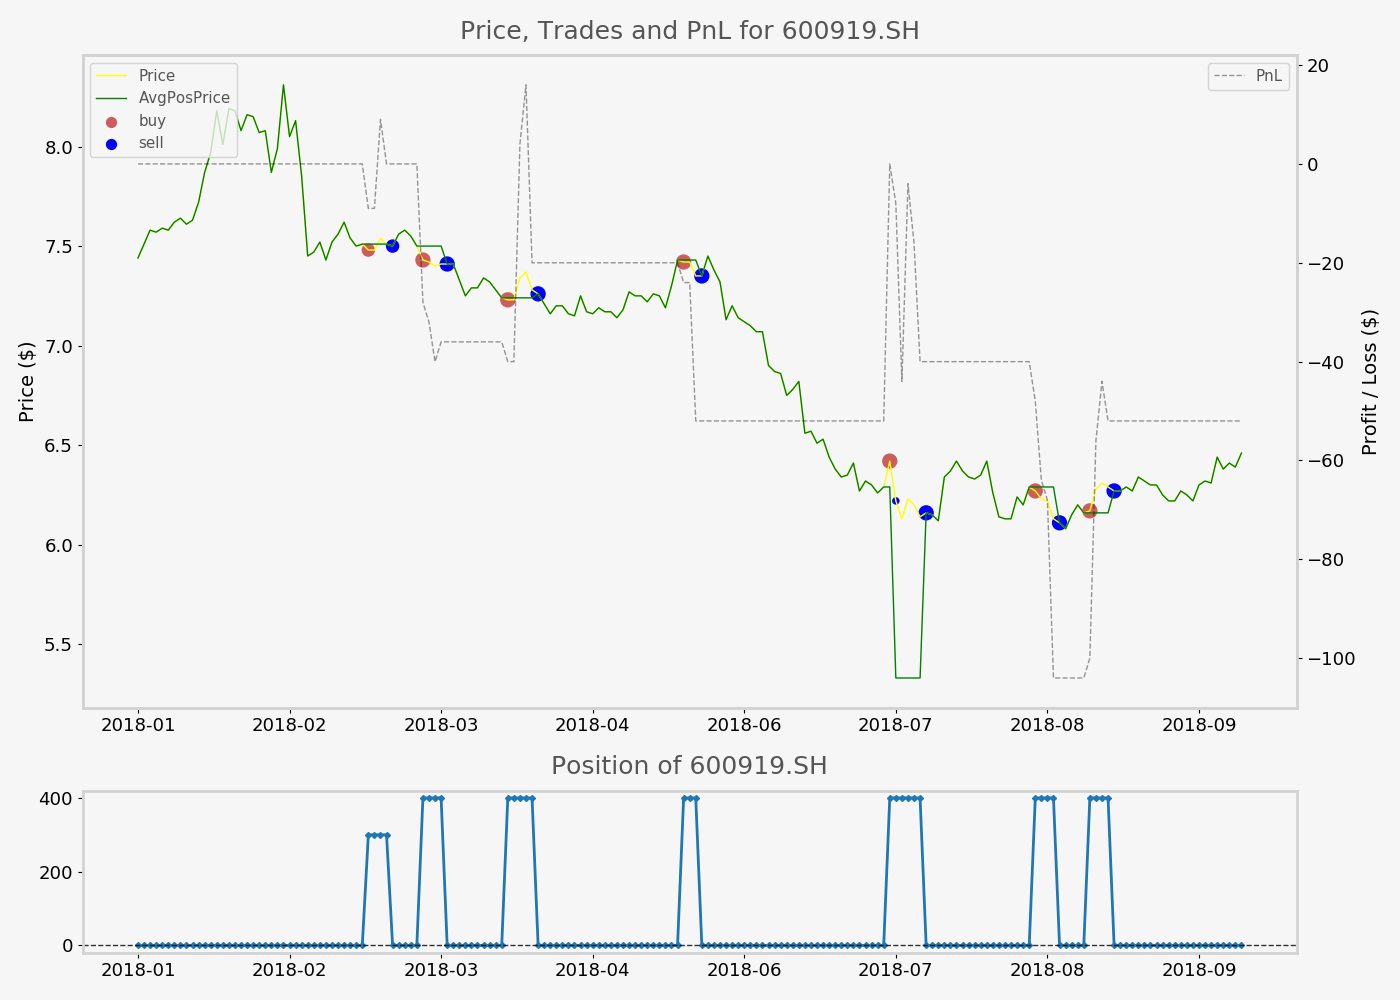 Price, Trades and PnL for 600919.SH
Price
AvgPosPrice
buy
sell
PnL
8.0
7.5
7.0
6.5
6.0
5.5
Price ($)
20
0
−20
−40
−60
−80
−100
Profit / Loss ($)
2018-01 2018-02 2018-03 2018-04 2018-06 2018-07 2018-08 2018-09
Position of 600919.SH
400
200
0
2018-01 2018-02 2018-03 2018-04 2018-06 2018-07 2018-08 2018-09